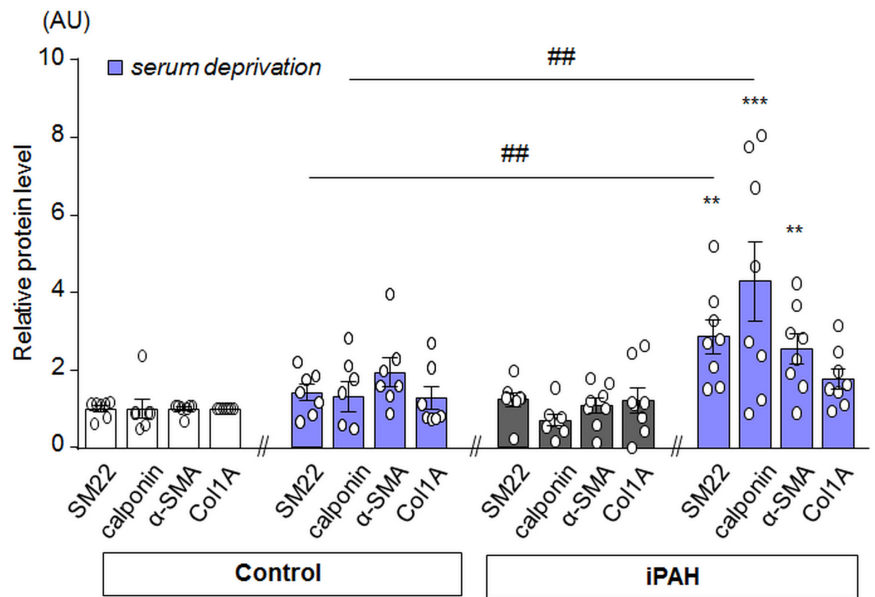 (AU)
10
8
6
4
2
0
Relative protein level
serum deprivation
##
##
***
**
**
SM22
calponin
α-SMA
Col1A
SM22
calponin
α-SMA
Col1A
SM22
calponin
α-SMA
Col1A
SM22
calponin
α-SMA
Col1A
Control
iPAH